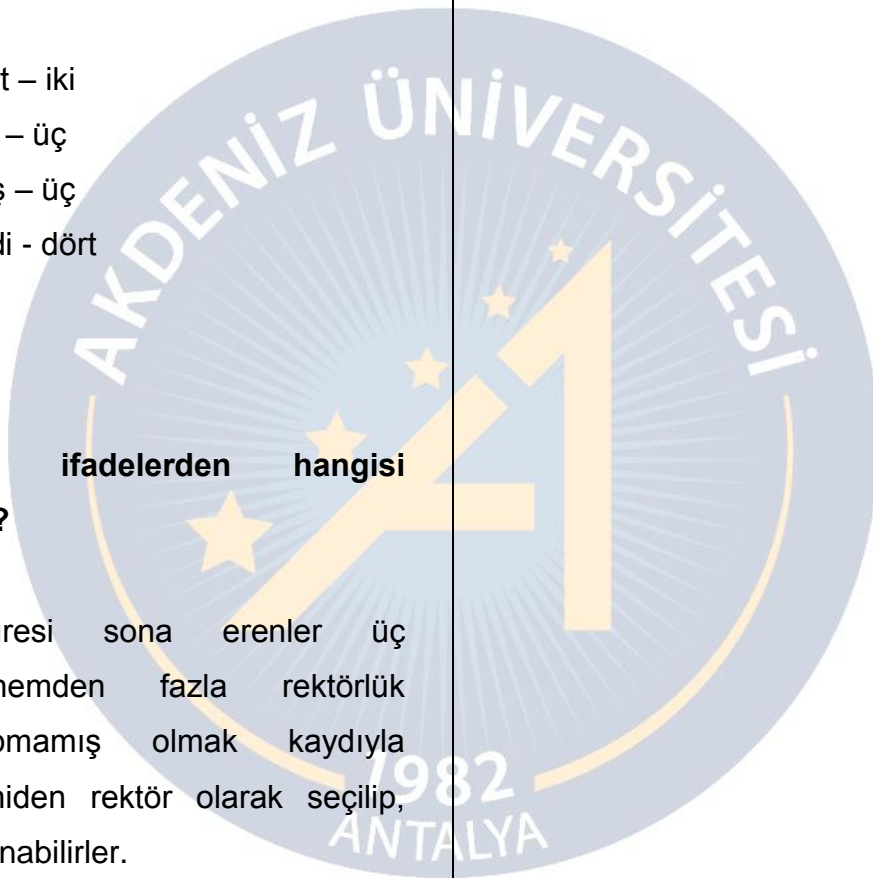 t – iki
– üç
ş – üç
di - dört
ifadelerden hangisi
?
resi sona erenler üç
nemden fazla rektörlük
pmamış olmak kaydıyla
niden rektör olarak seçilip,
nabilirler.
AKDENİZ ÜNİVERSİTESİ
1982
ANTALYA